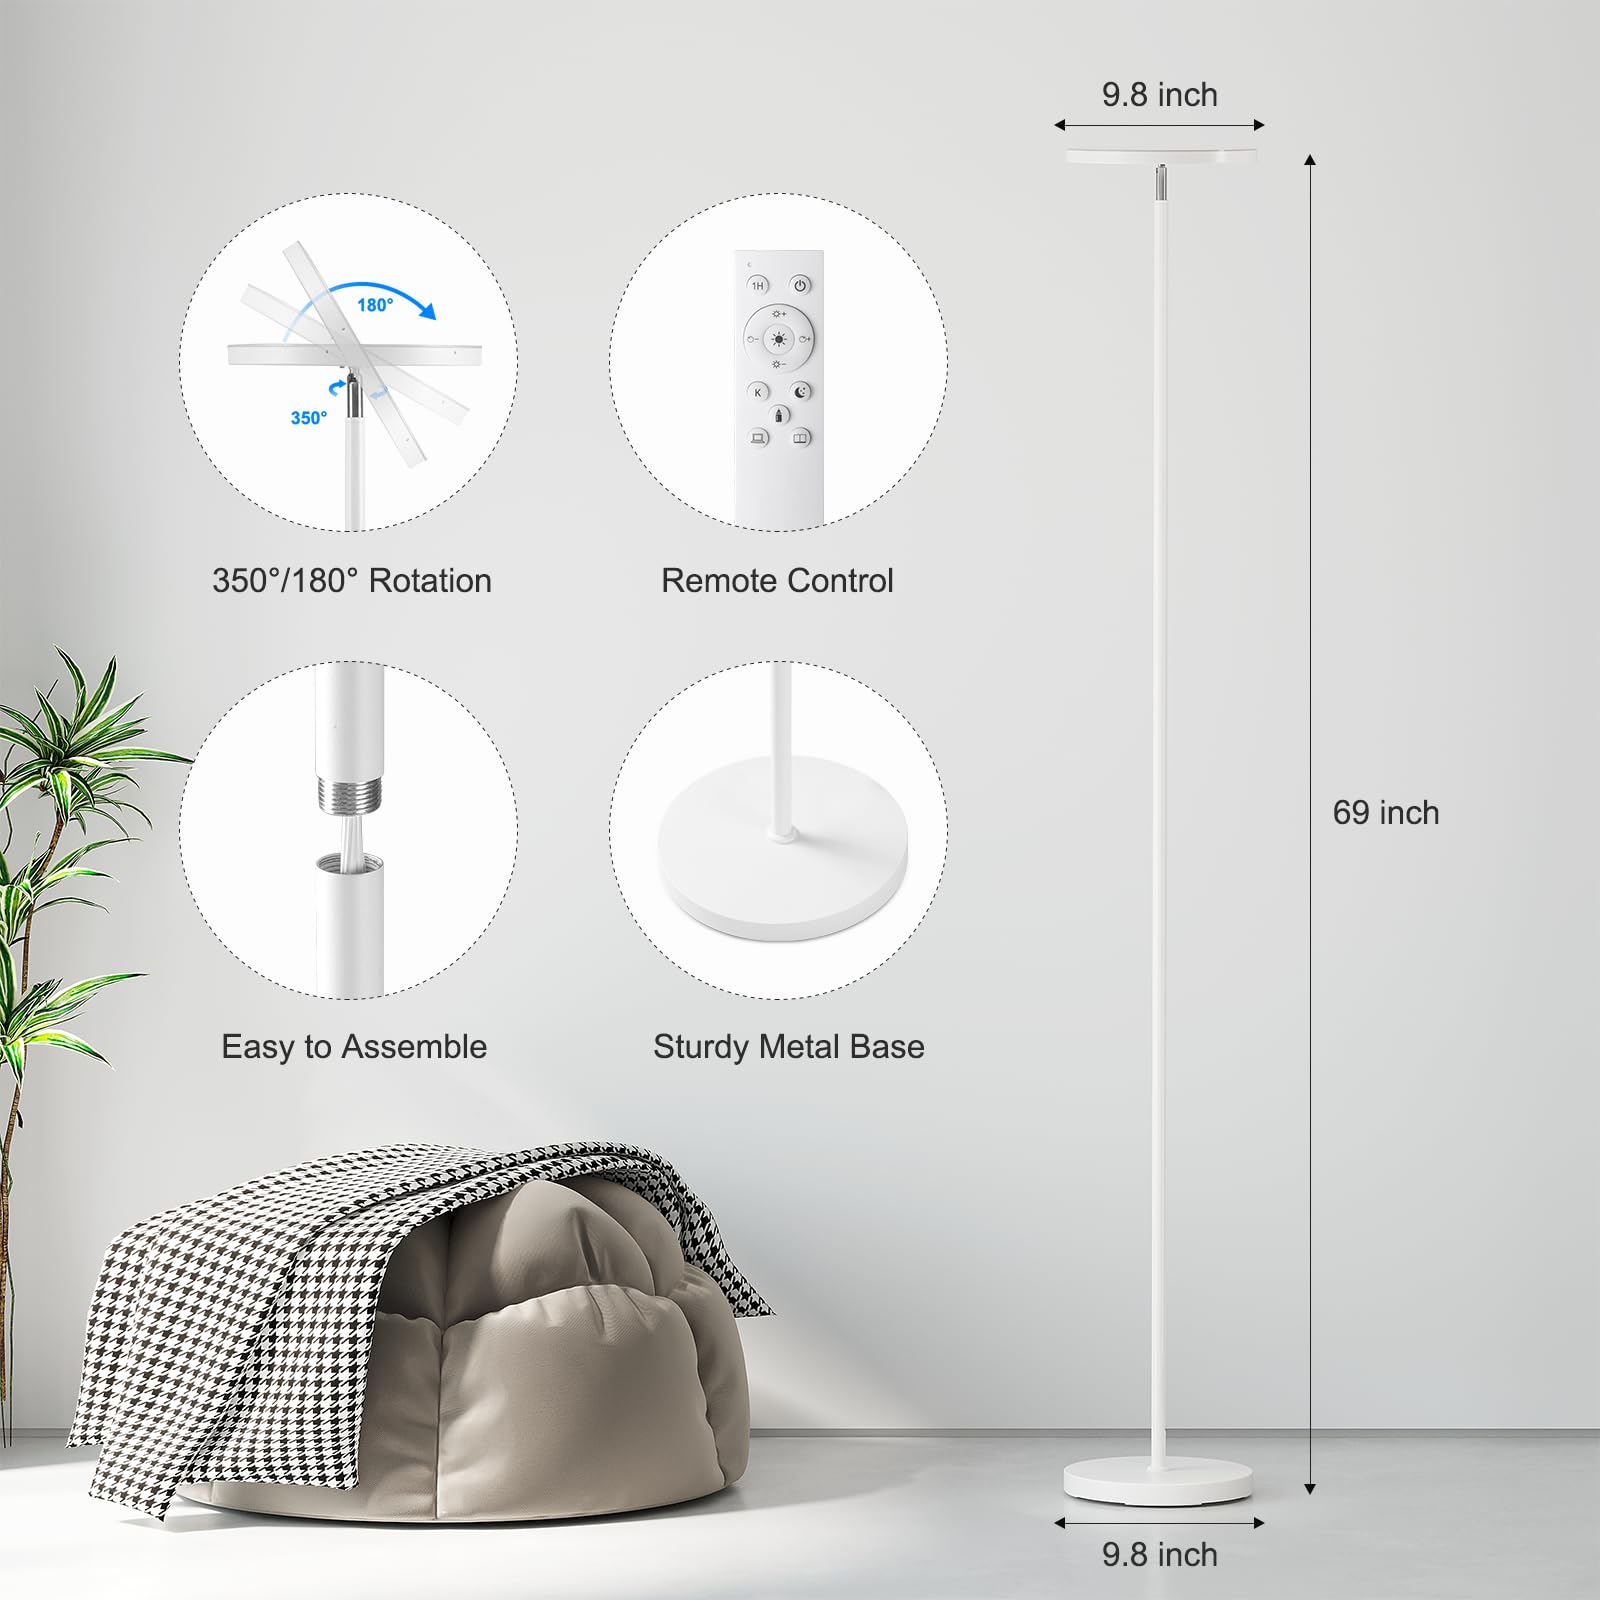 9.8 inch
180°
350°
1H
K
350°/180° Rotation
Remote Control
69 inch
Easy to Assemble
Sturdy Metal Base
9.8 inch